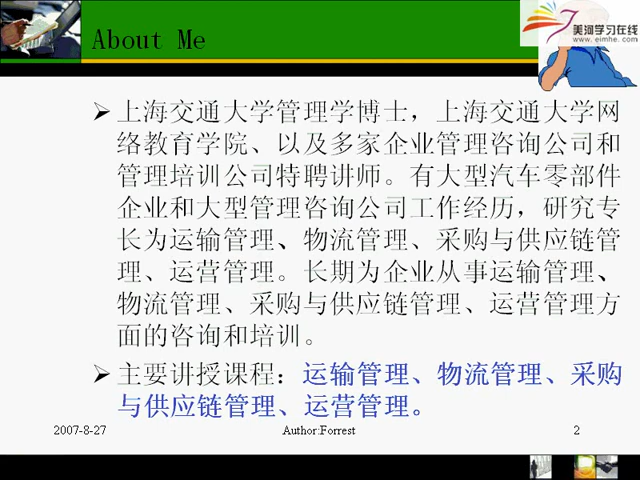 About Me
美河学习在线
www.eimhe.com
上海交通大学管理学博士，上海交通大学网
络教育学院、以及多家企业管理咨询公司和
管理培训公司特聘讲师。有大型汽车零部件
企业和大型管理咨询公司工作经历，研究专
长为运输管理、物流管理、采购与供应链管
理、运营管理。长期为企业从事运输管理、
物流管理、采购与供应链管理、运营管理方
面的咨询和培训。
主要讲授课程：运输管理、物流管理、采购
与供应链管理、运营管理。
2007-8-27
Author:Forrest
2